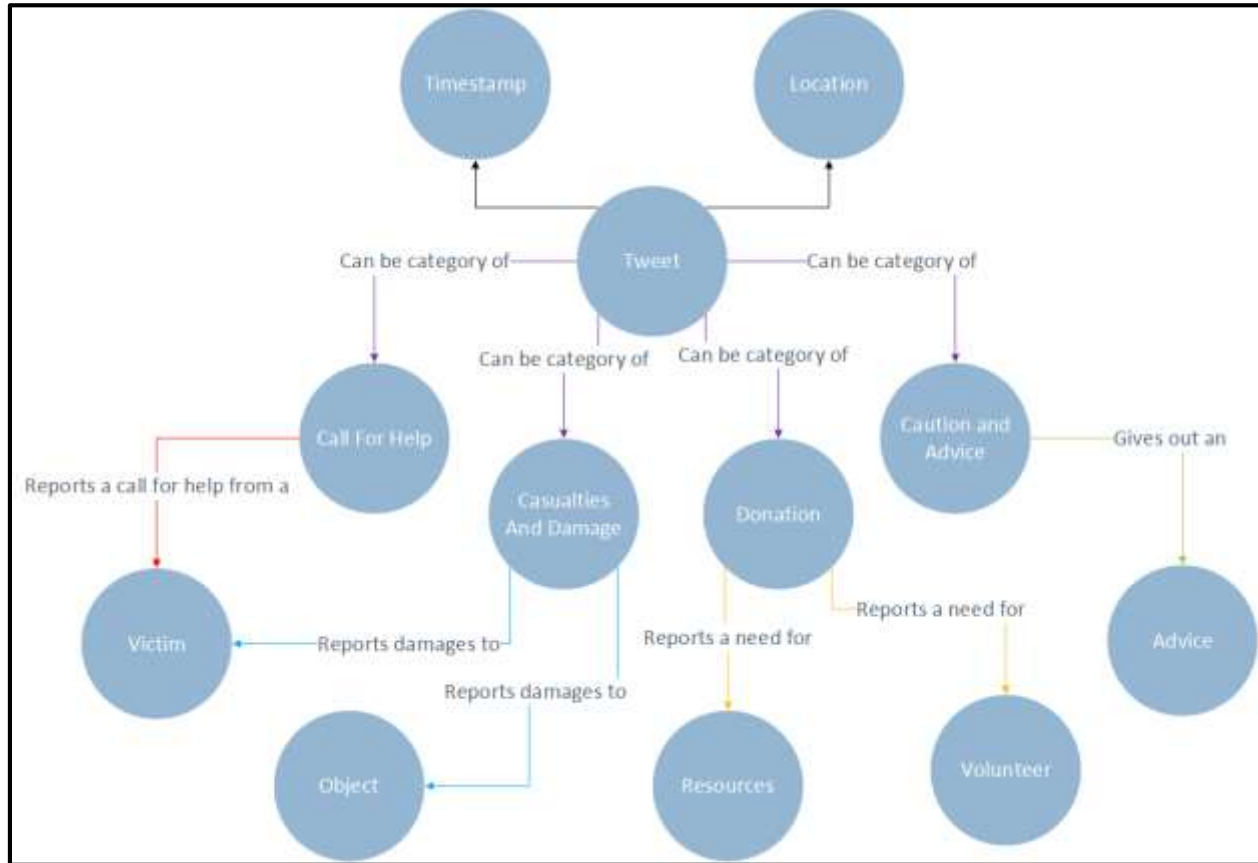 Timestamp
Location
Tweet
Can be category of
Can be category of
Can be category of
Can be category of
Call For Help
Caution and
Advice
Gives out an
Reports a call for help from a
Casualties
And Damage
Donation
Victim
Reports damages to
Reports a need for
Reports a need for
Advice
Reports damages to
Object
Resources
Volunteer